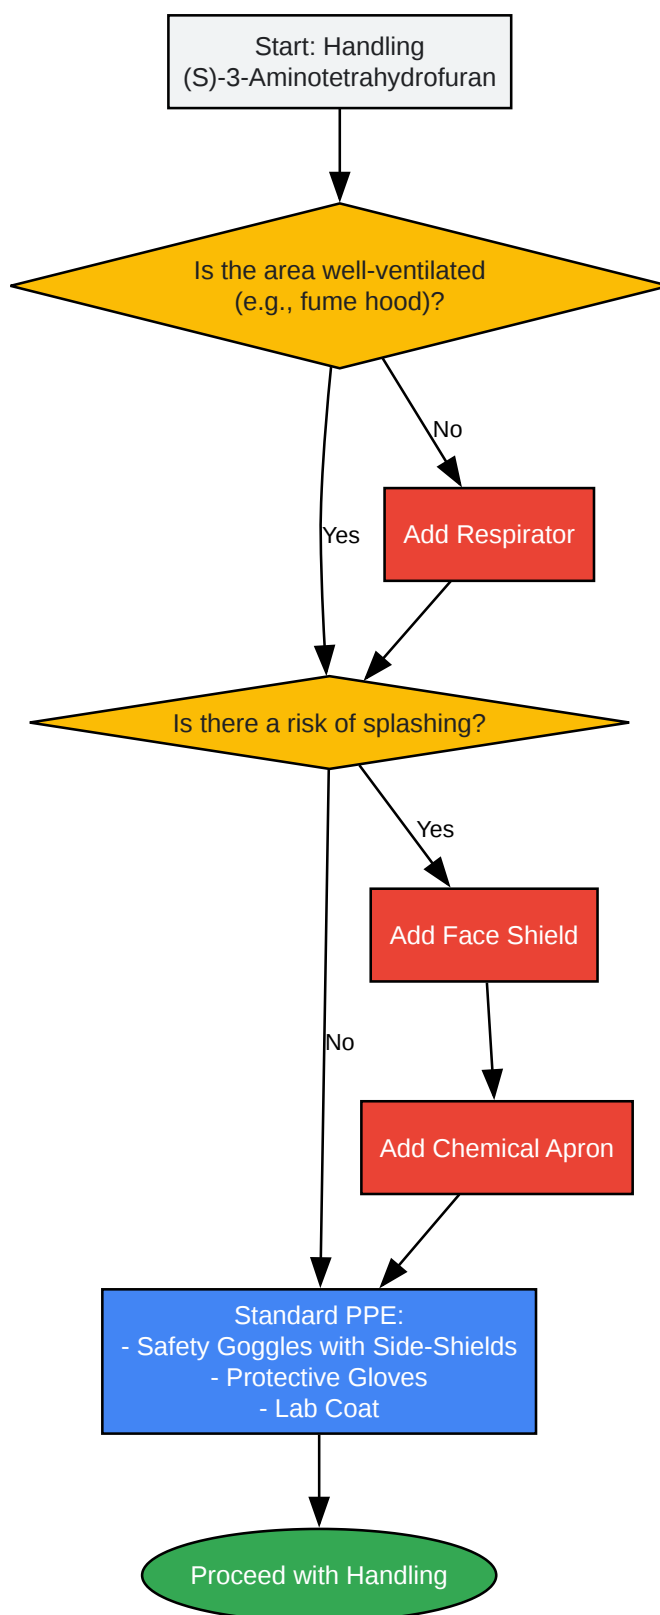 Start: Handling
(S)-3-Aminotetrahydrofuran
Is the area well-ventilated
(e.g., fume hood)?
No
Yes
Add Respirator
Is there a risk of splashing?
Yes
Add Face Shield
No
Add Chemical Apron
Standard PPE:
- Safety Goggles with Side-Shields
- Protective Gloves
- Lab Coat
Proceed with Handling